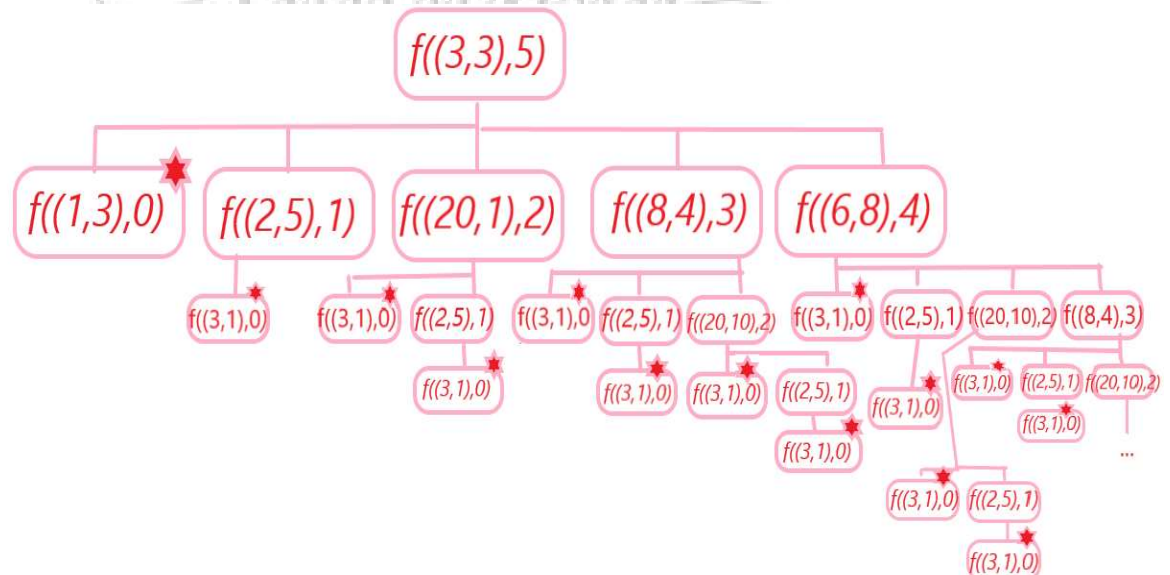 f((3,3),5)
f((1,3),0) f((2,5),1) f((20,1),2) f((8,4),3) f((6,8),4)
f((3,1),0) f((3,1),0) f((2,5),1) f((3,1),0 f((2,5),1) f((20,10),2) f((3,1),0) f((2,5),1) f((20,10),2) f((8,4),3)
f((3,1),0) f((3,1),0) f((3,1),0) f((2,5),1) f((3,1),0) f((3,1),0) f((2,5),1) f((20,10),2)
f((3,1),0)
f((3,1),0) ...
f((3,1),0) f((2,5),1)
f((3,1),0)